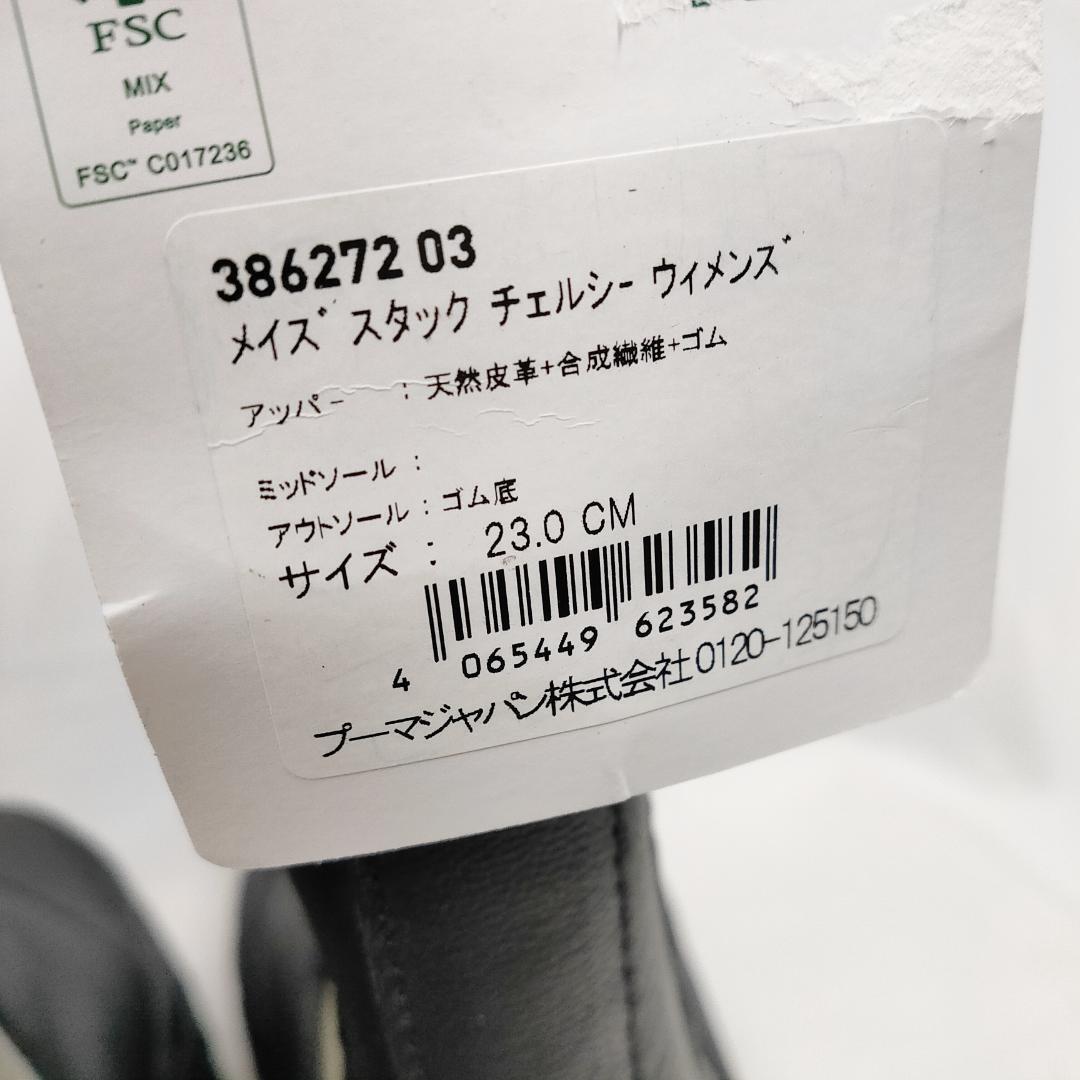 FSC
MIX
Paper
FSC™ C017236
386272 03
メイズ スタック チェルシー ウィメンズ
アッパー : 天然皮革+合成繊維+ゴム
ミッドソール :
アウトソール : ゴム底
サイズ : 23.0 CM
4 065449 623582
プーマジャパン株式会社 0120-125150